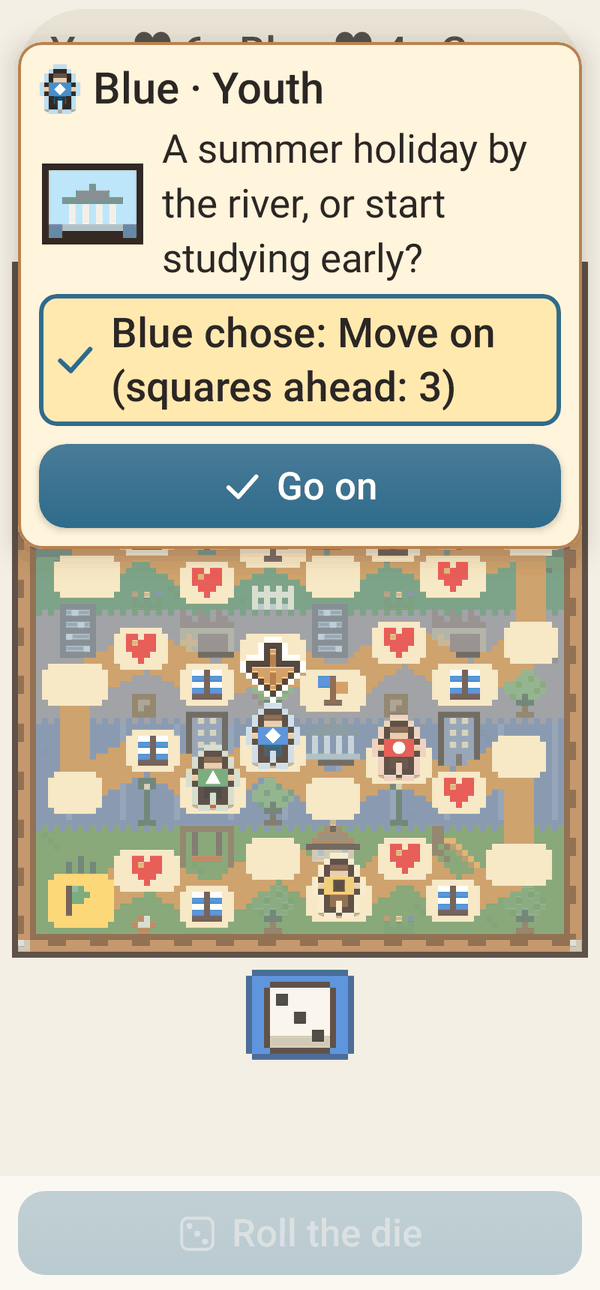 Blue · Youth
A summer holiday by
the river, or start
studying early?
Blue chose: Move on
(squares ahead: 3)
Go on
Roll the die